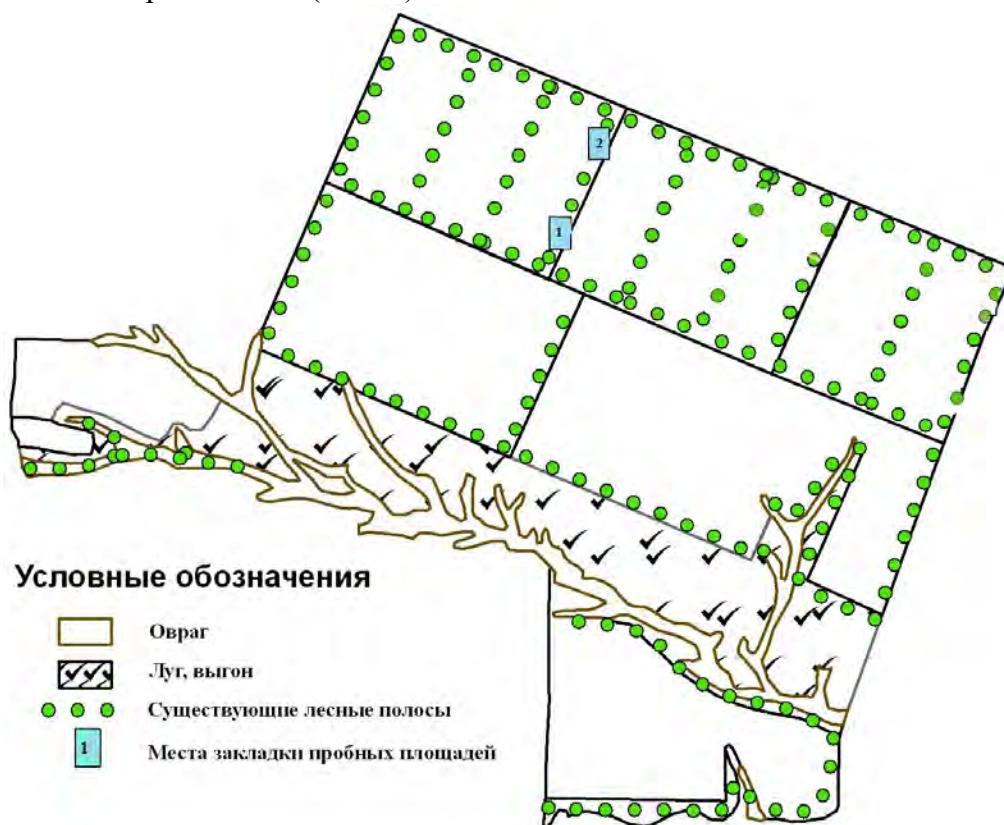 2
1
Условные обозначения
Овраг
Луг, выгон
Существующие лесные полосы
1 Места закладки пробных площадей